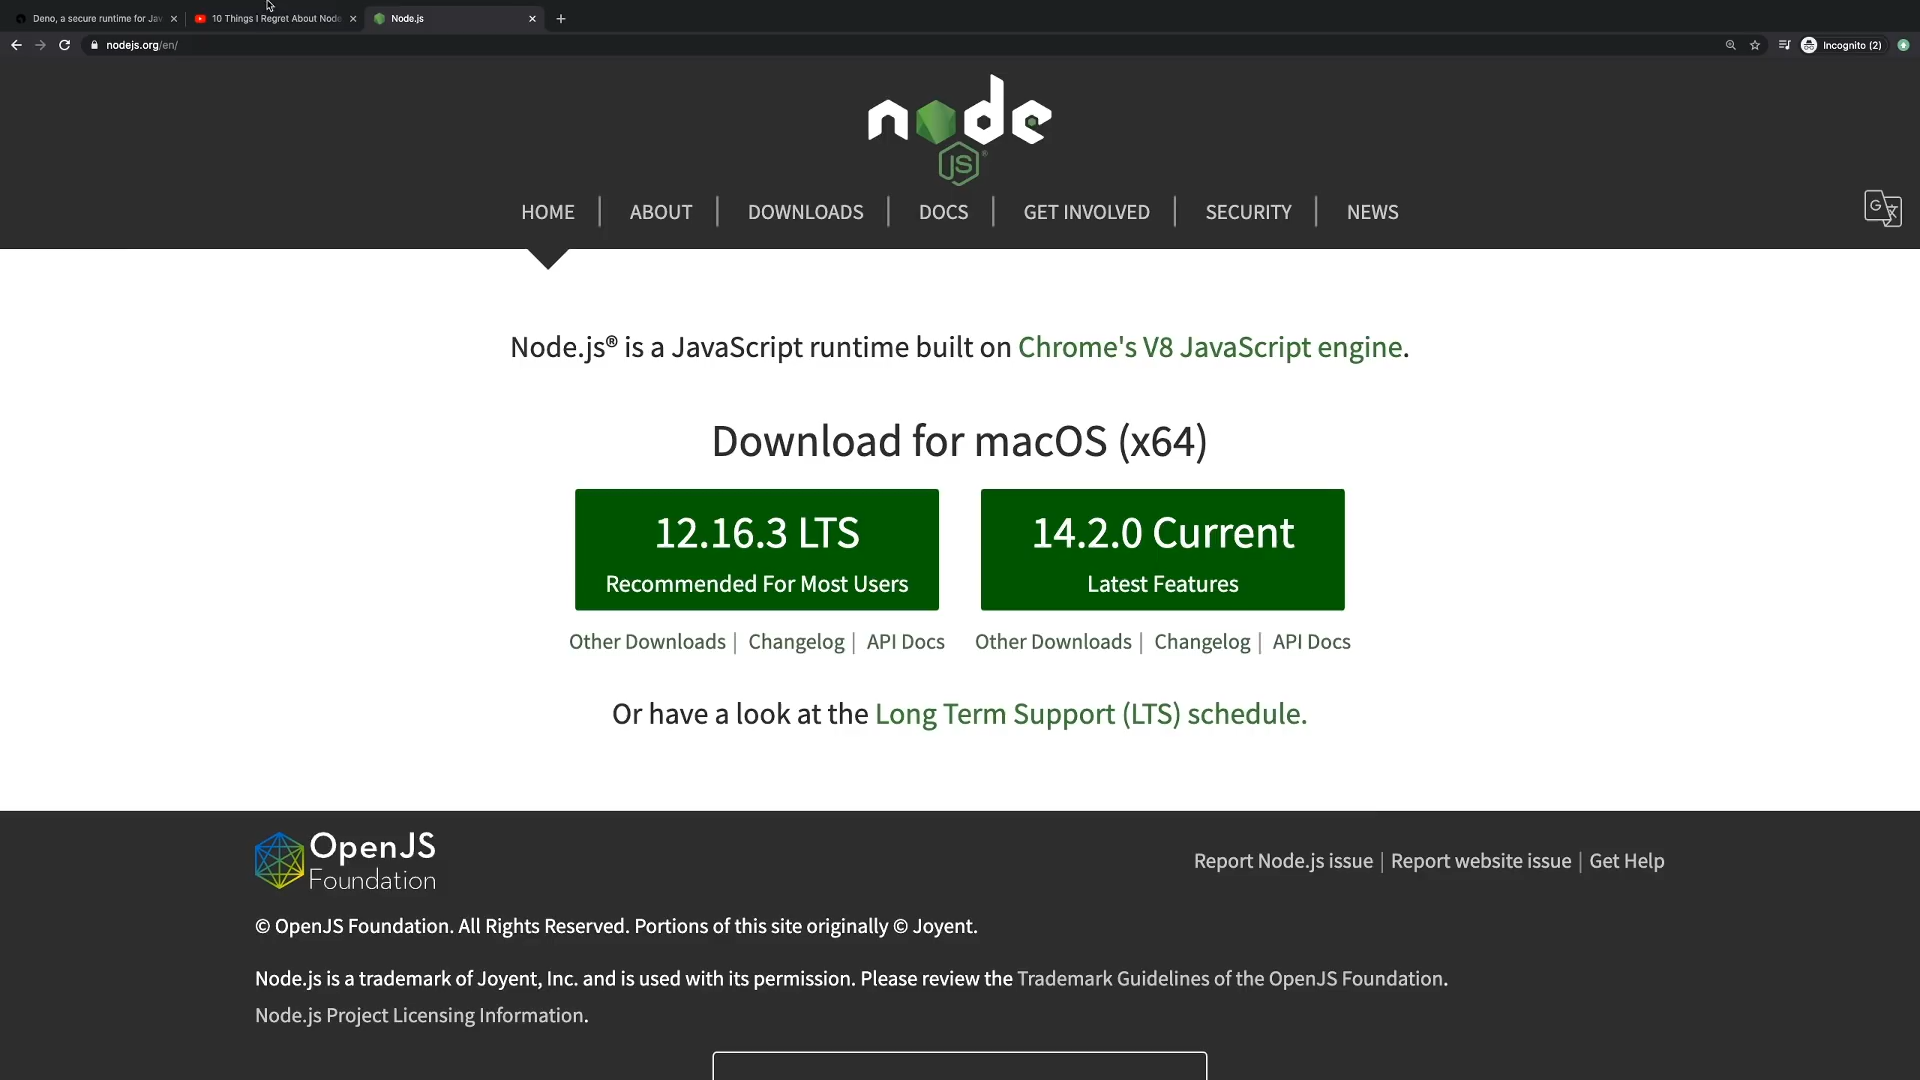 Deno, a secure runtime for Jav
10 Things I Regret About Node
Node.js
nodejs.org/en/
Incognito (2)
node
JS
HOME
ABOUT
DOWNLOADS
DOCS
GET INVOLVED
SECURITY
NEWS
Node.js® is a JavaScript runtime built on Chrome's V8 JavaScript engine.
Download for macOS (x64)
12.16.3 LTS
Recommended For Most Users
14.2.0 Current
Latest Features
Other Downloads | Changelog | API Docs
Other Downloads | Changelog | API Docs
Or have a look at the Long Term Support (LTS) schedule.
OpenJS
Foundation
Report Node.js issue | Report website issue | Get Help
© OpenJS Foundation. All Rights Reserved. Portions of this site originally © Joyent.
Node.js is a trademark of Joyent, Inc. and is used with its permission. Please review the Trademark Guidelines of the OpenJS Foundation.
Node.js Project Licensing Information.